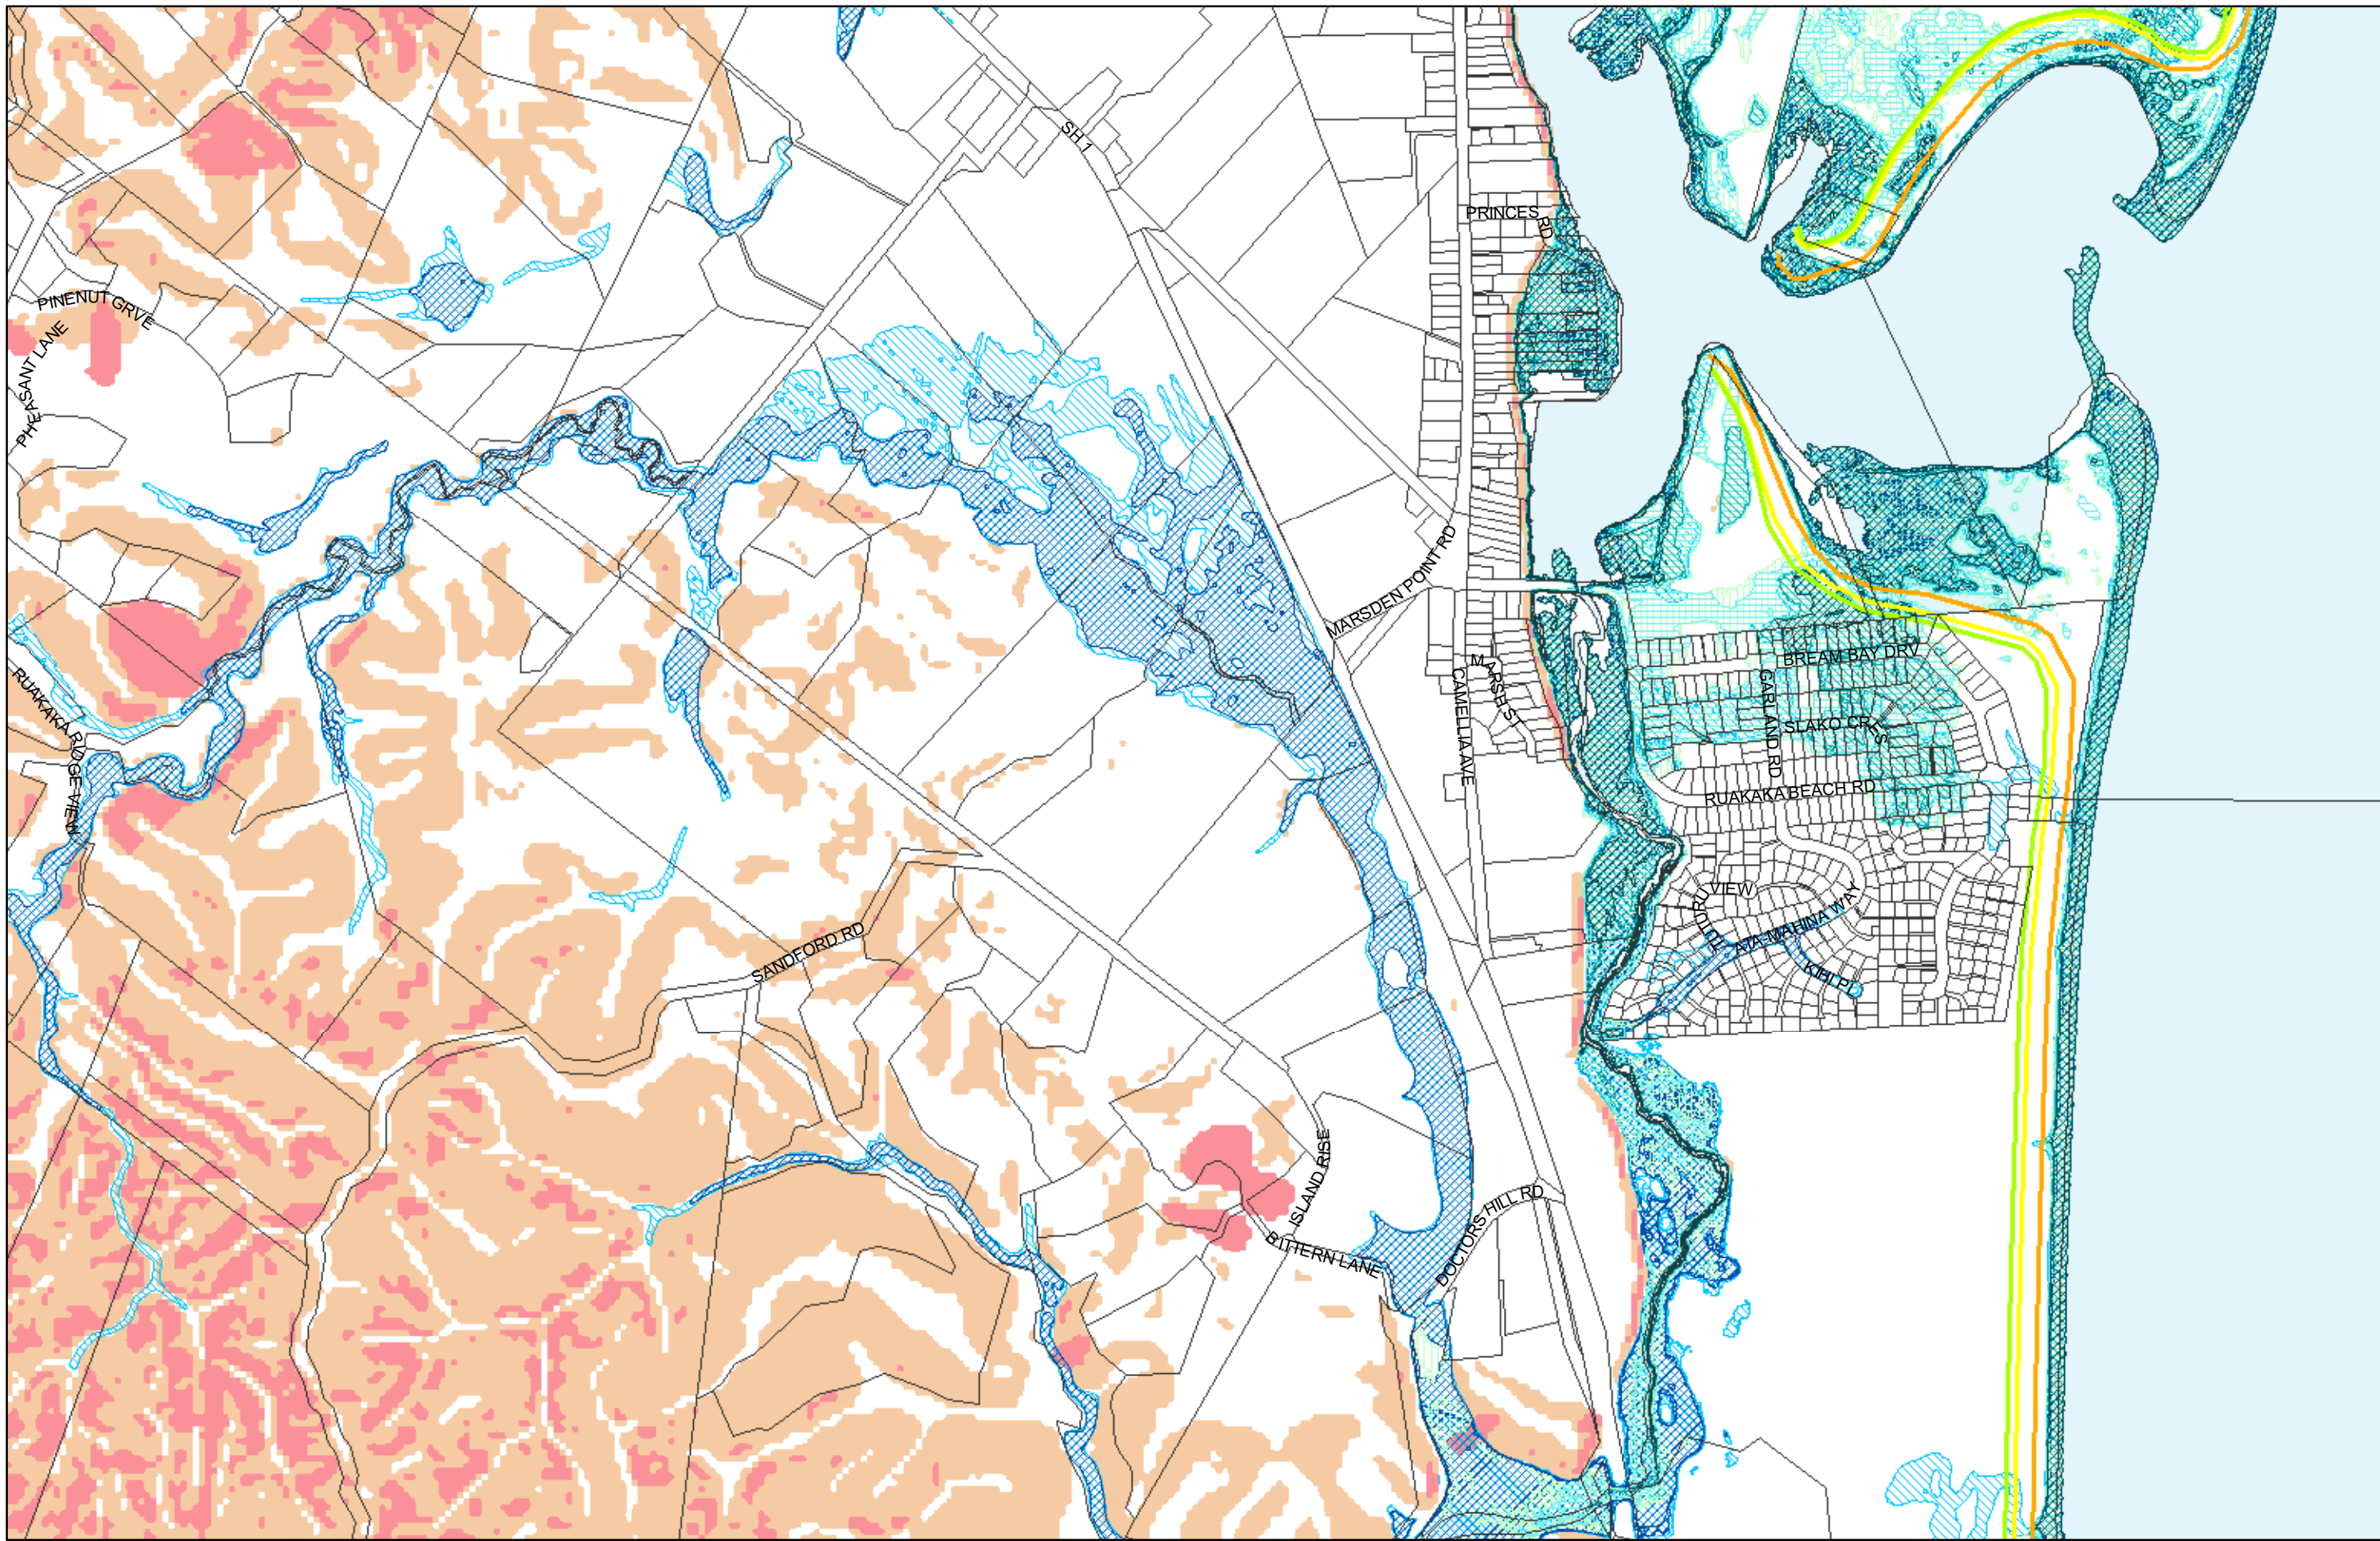 SH 1
PRINCES RD
PINENUT GRVE
PHEASANT LANE
MARSDEN POINT RD
BREAM BAY DRV
MARSH ST
CAMELLIA AVE
GARLAND RD
SLAKO CRES
RUAKAKA RD
RIDGE VIEW
RUAKAKA BEACH RD
TUTURU VIEW
ATA-MAHINA WAY
KIHI PL
SANDFORD RD
ISLAND RISE
BITTERN LANE
DOCTORS HILL RD